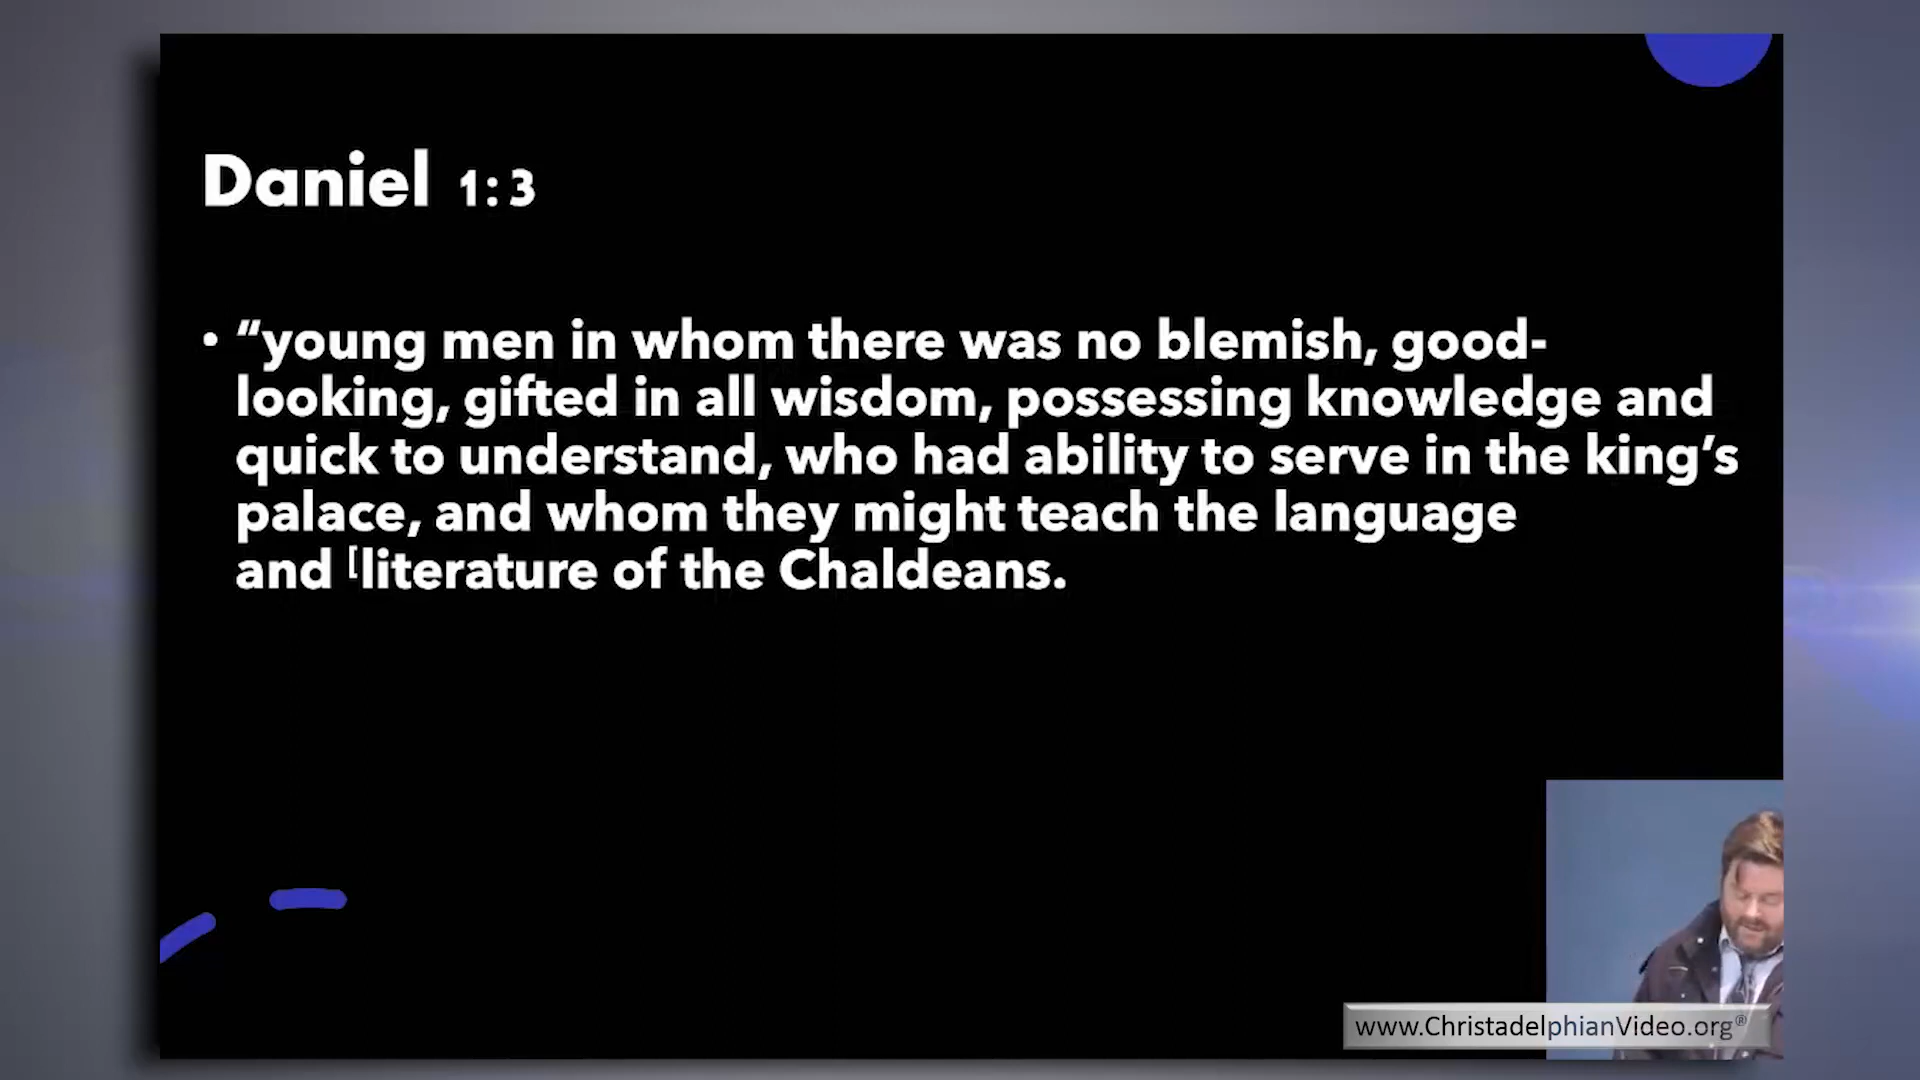 Daniel 1:3
• “young men in whom there was no blemish, good-
looking, gifted in all wisdom, possessing knowledge and
quick to understand, who had ability to serve in the king’s
palace, and whom they might teach the language
and [literature of the Chaldeans.
www.ChristadelphianVideo.org®